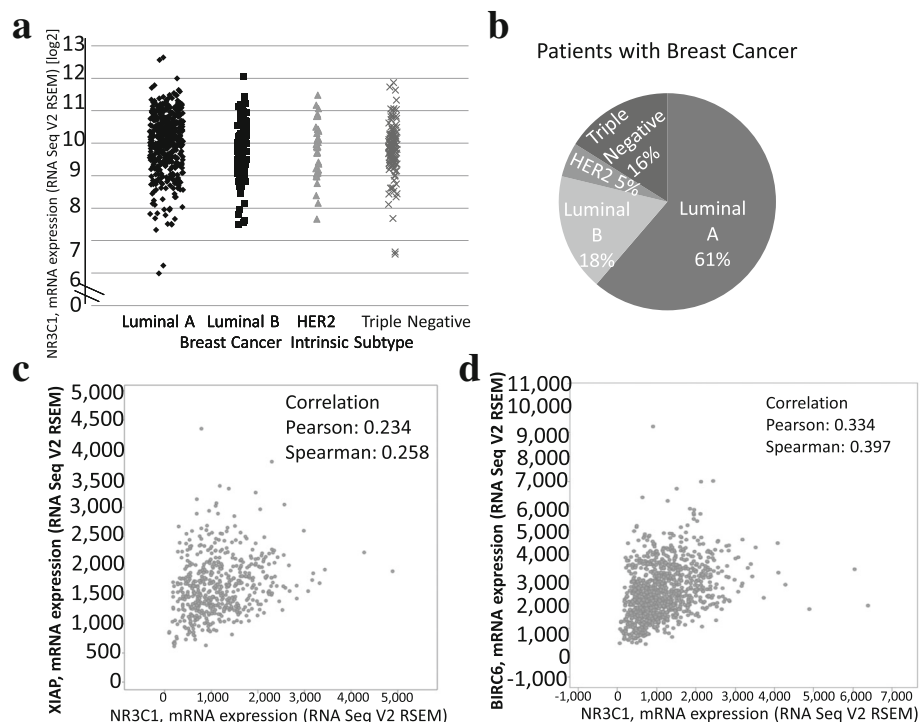 a
NR3C1, mRNA expression (RNA Seq V2 RSEM) [log2]
13
12
11
10
9
8
7
6
0
Luminal A Luminal B HER2 Triple Negative
Breast Cancer Intrinsic Subtype
b
Patients with Breast Cancer
Triple
Negative
16%
HER2 5%
Luminal
B
18%
Luminal
A
61%
c
XIAP, mRNA expression (RNA Seq V2 RSEM)
5,000
4,500
4,000
3,500
3,000
2,500
2,000
1,500
1,000
500
0
Correlation
Pearson: 0.234
Spearman: 0.258
0 1,000 2,000 3,000 4,000 5,000
NR3C1, mRNA expression (RNA Seq V2 RSEM)
d
BIRC6, mRNA expression (RNA Seq V2 RSEM)
11,000
10,000
9,000
8,000
7,000
6,000
5,000
4,000
3,000
2,000
1,000
0
-1,000
Correlation
Pearson: 0.334
Spearman: 0.397
-1,000 0 1,000 2,000 3,000 4,000 5,000 6,000 7,000
NR3C1, mRNA expression (RNA Seq V2 RSEM)